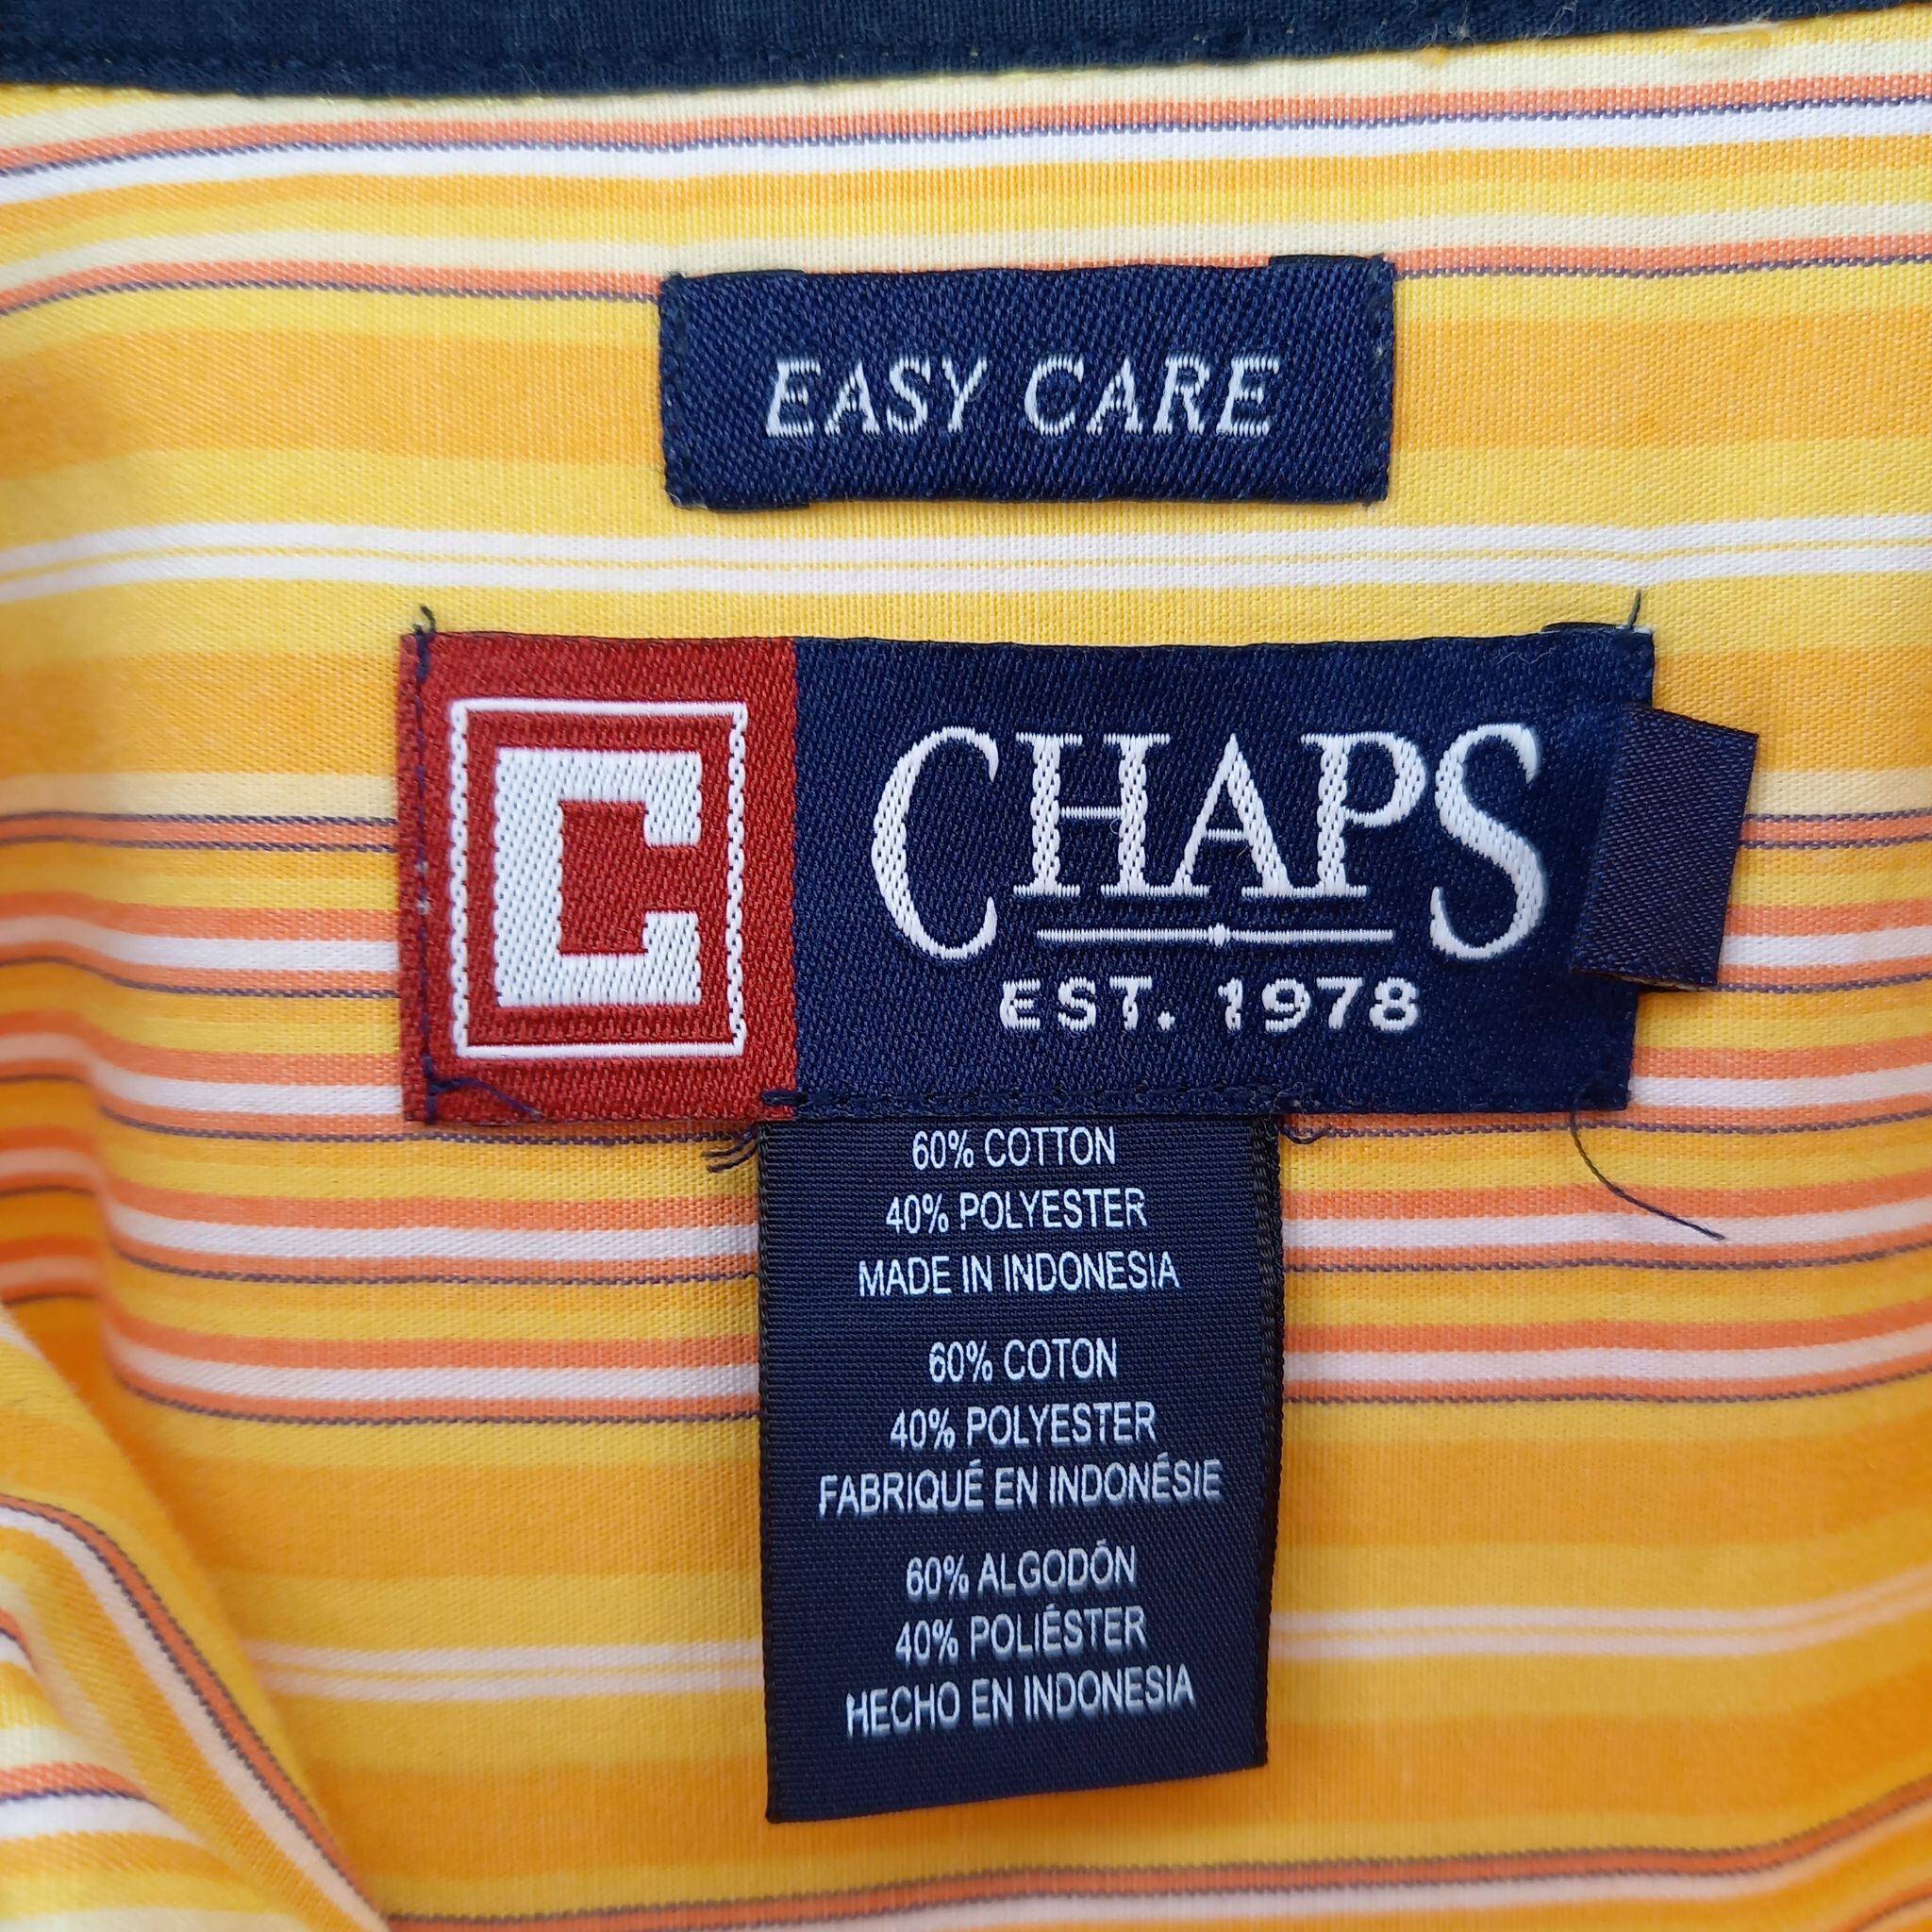 EASY CARE
C
CHAPS
EST. 1978
60% COTTON
40% POLYESTER
MADE IN INDONESIA
60% COTON
40% POLYESTER
FABRIQUÉ EN INDONÉSIE
60% ALGODÓN
40% POLIÉSTER
HECHO EN INDONESIA